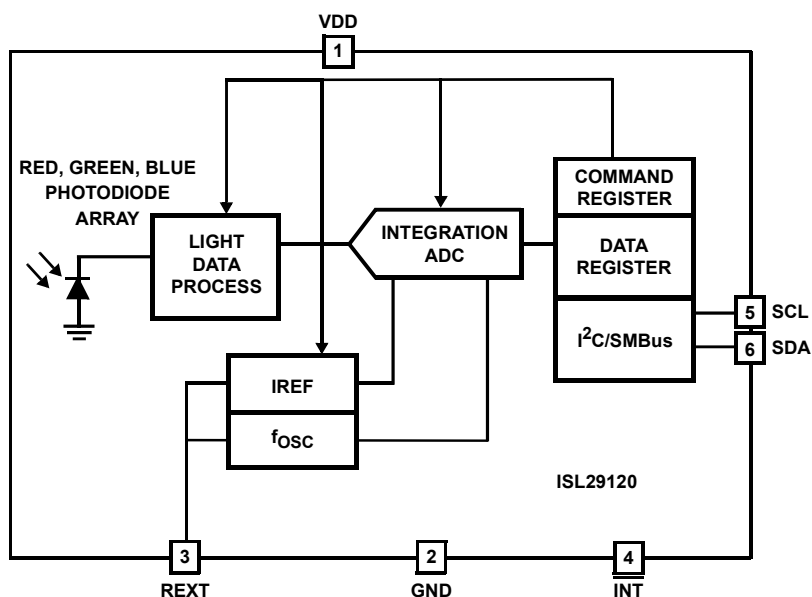 VDD
1
RED, GREEN, BLUE
PHOTODIODE
ARRAY
LIGHT
DATA
PROCESS
INTEGRATION
ADC
COMMAND
REGISTER
DATA
REGISTER
I²C/SMBus
5 SCL
6 SDA
IREF
fOSC
ISL29120
3
REXT
2
GND
4
INT